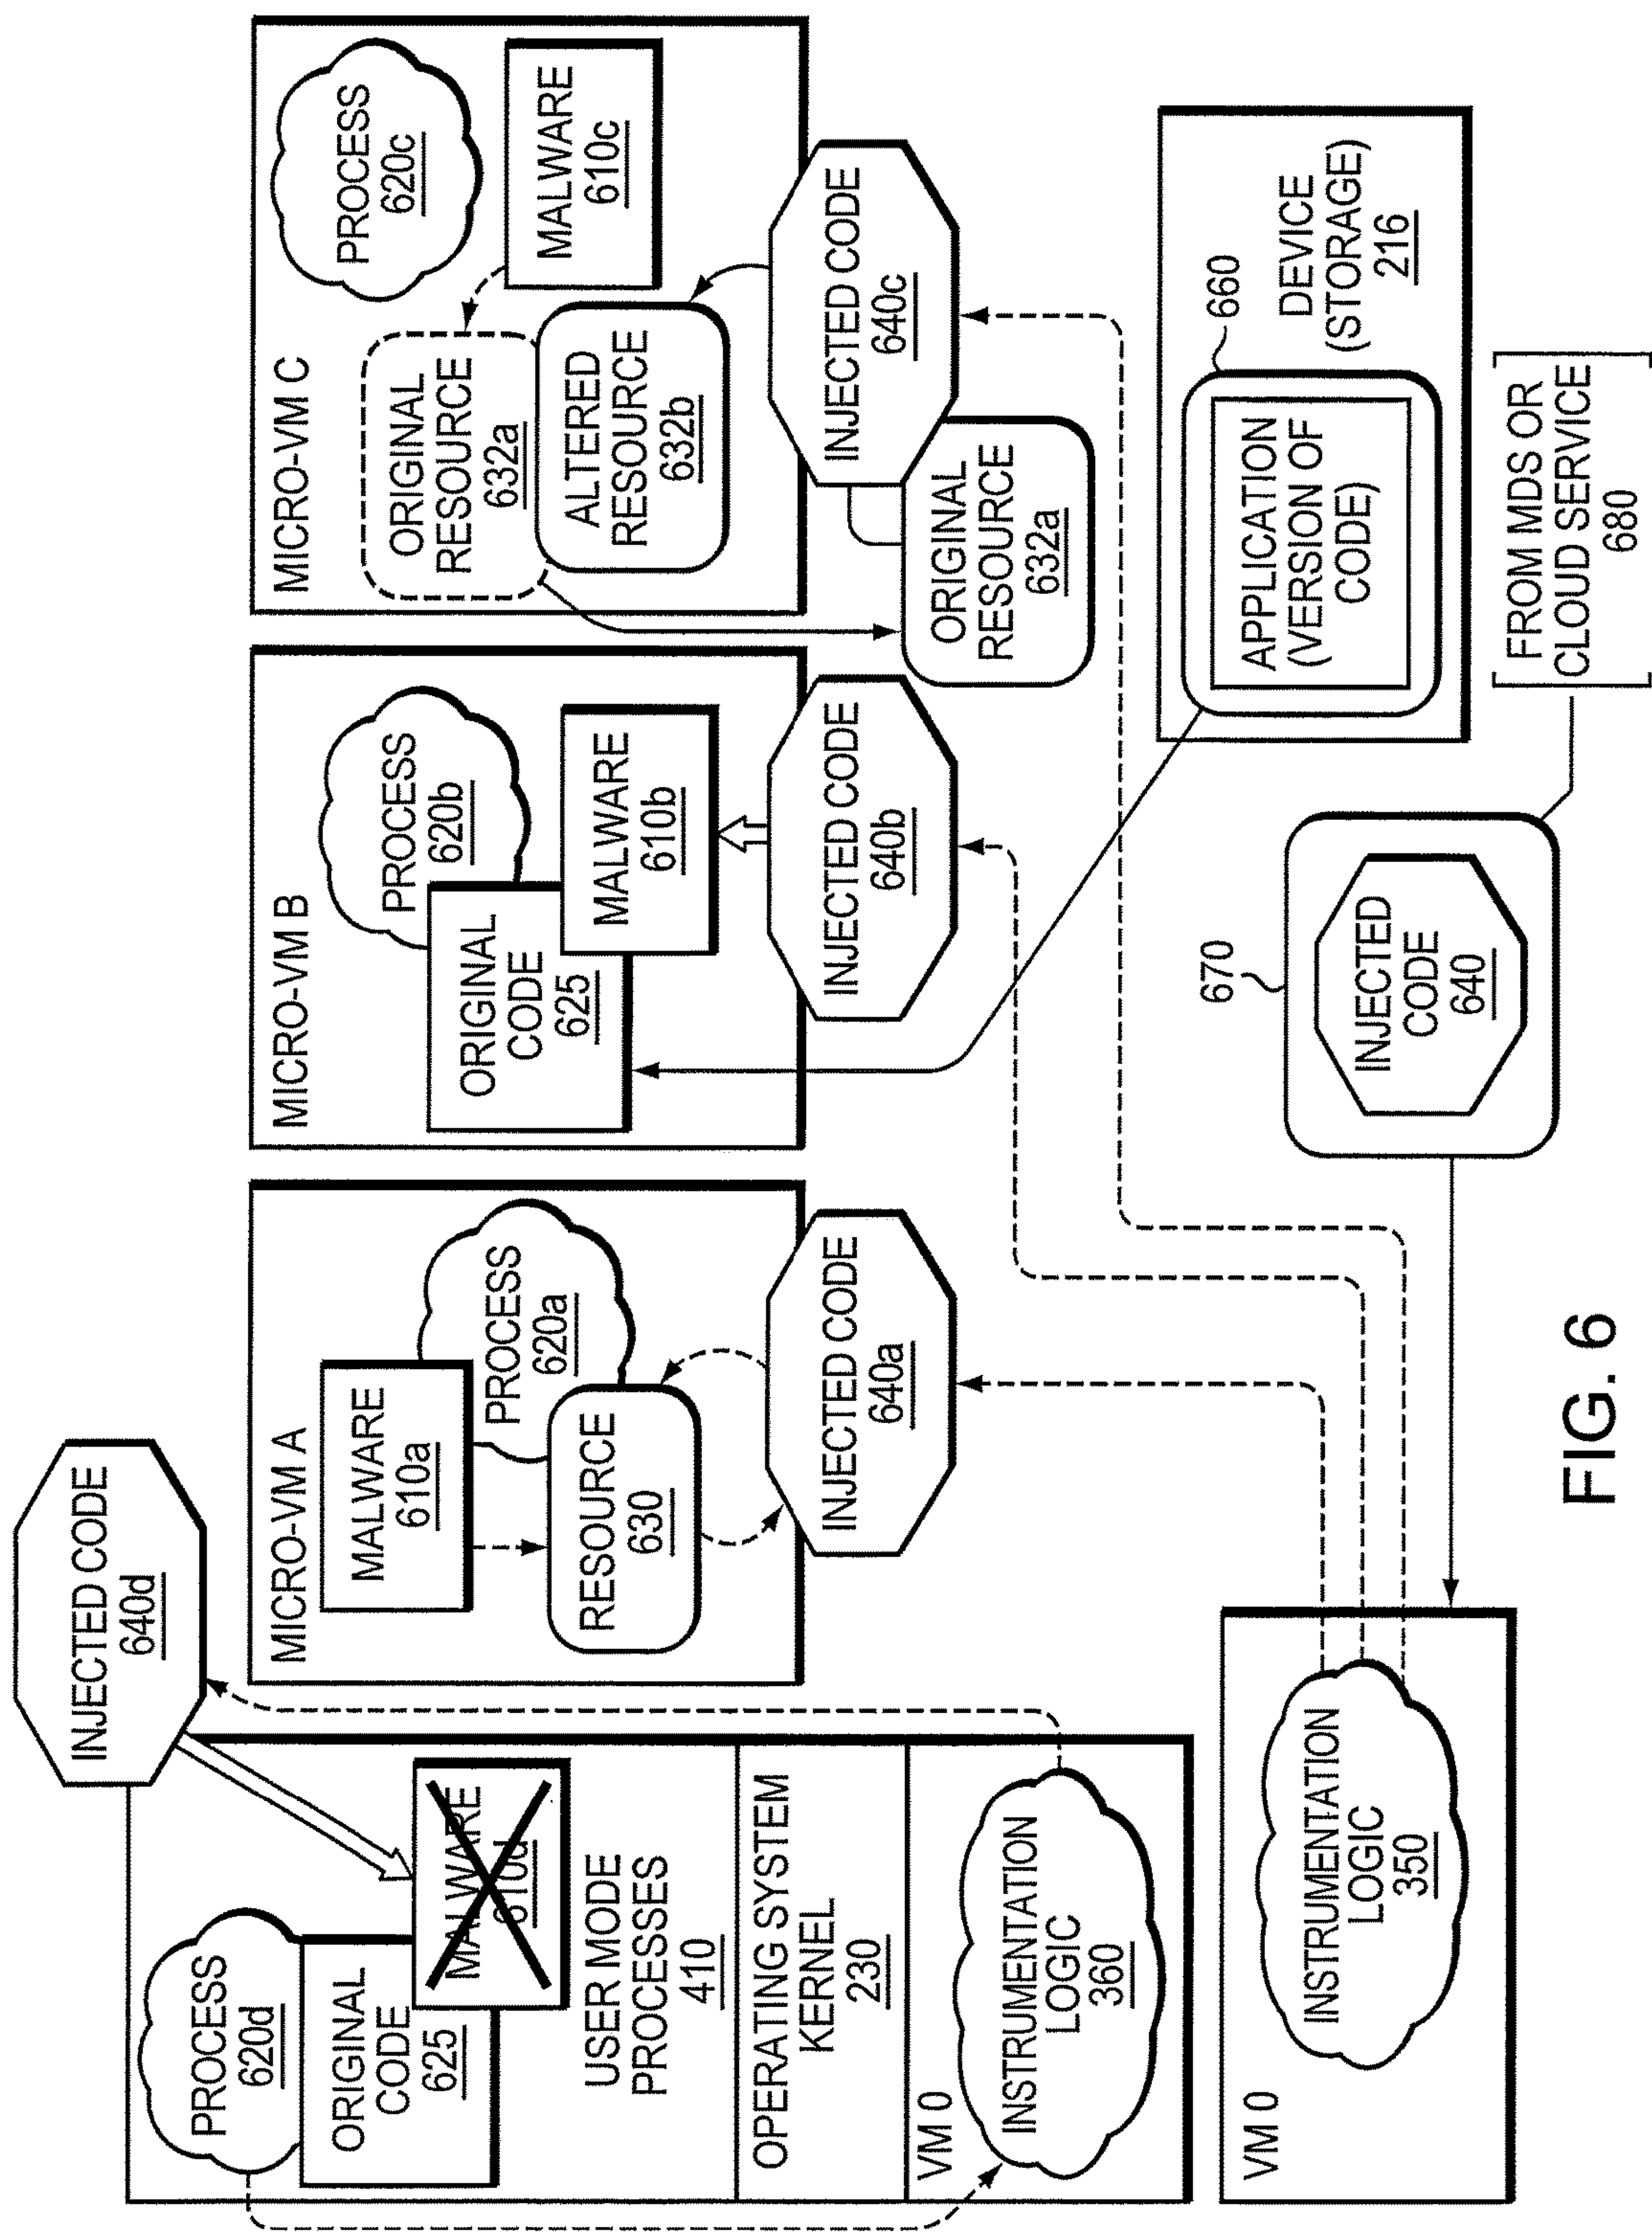 INJECTED CODE
640d
PROCESS
620d
ORIGINAL
CODE
625
MALWARE
610d
USER MODE
PROCESSES
410
OPERATING SYSTEM
KERNEL
230
VM 0
INSTRUMENTATION
LOGIC
360
MICRO-VM A
MALWARE
610a
PROCESS
620a
RESOURCE
630
INJECTED CODE
640a
MICRO-VM B
PROCESS
620b
ORIGINAL
CODE
625
MALWARE
610b
INJECTED CODE
640b
MICRO-VM C
PROCESS
620c
ORIGINAL
RESOURCE
632a
MALWARE
610c
ALTERED
RESOURCE
632b
INJECTED CODE
640c
ORIGINAL
RESOURCE
632a
VM 0
INSTRUMENTATION
LOGIC
350
670
INJECTED
CODE
640
660
APPLICATION
(VERSION OF
CODE)
DEVICE
(STORAGE)
216
FROM MDS OR
CLOUD SERVICE
680
FIG. 6